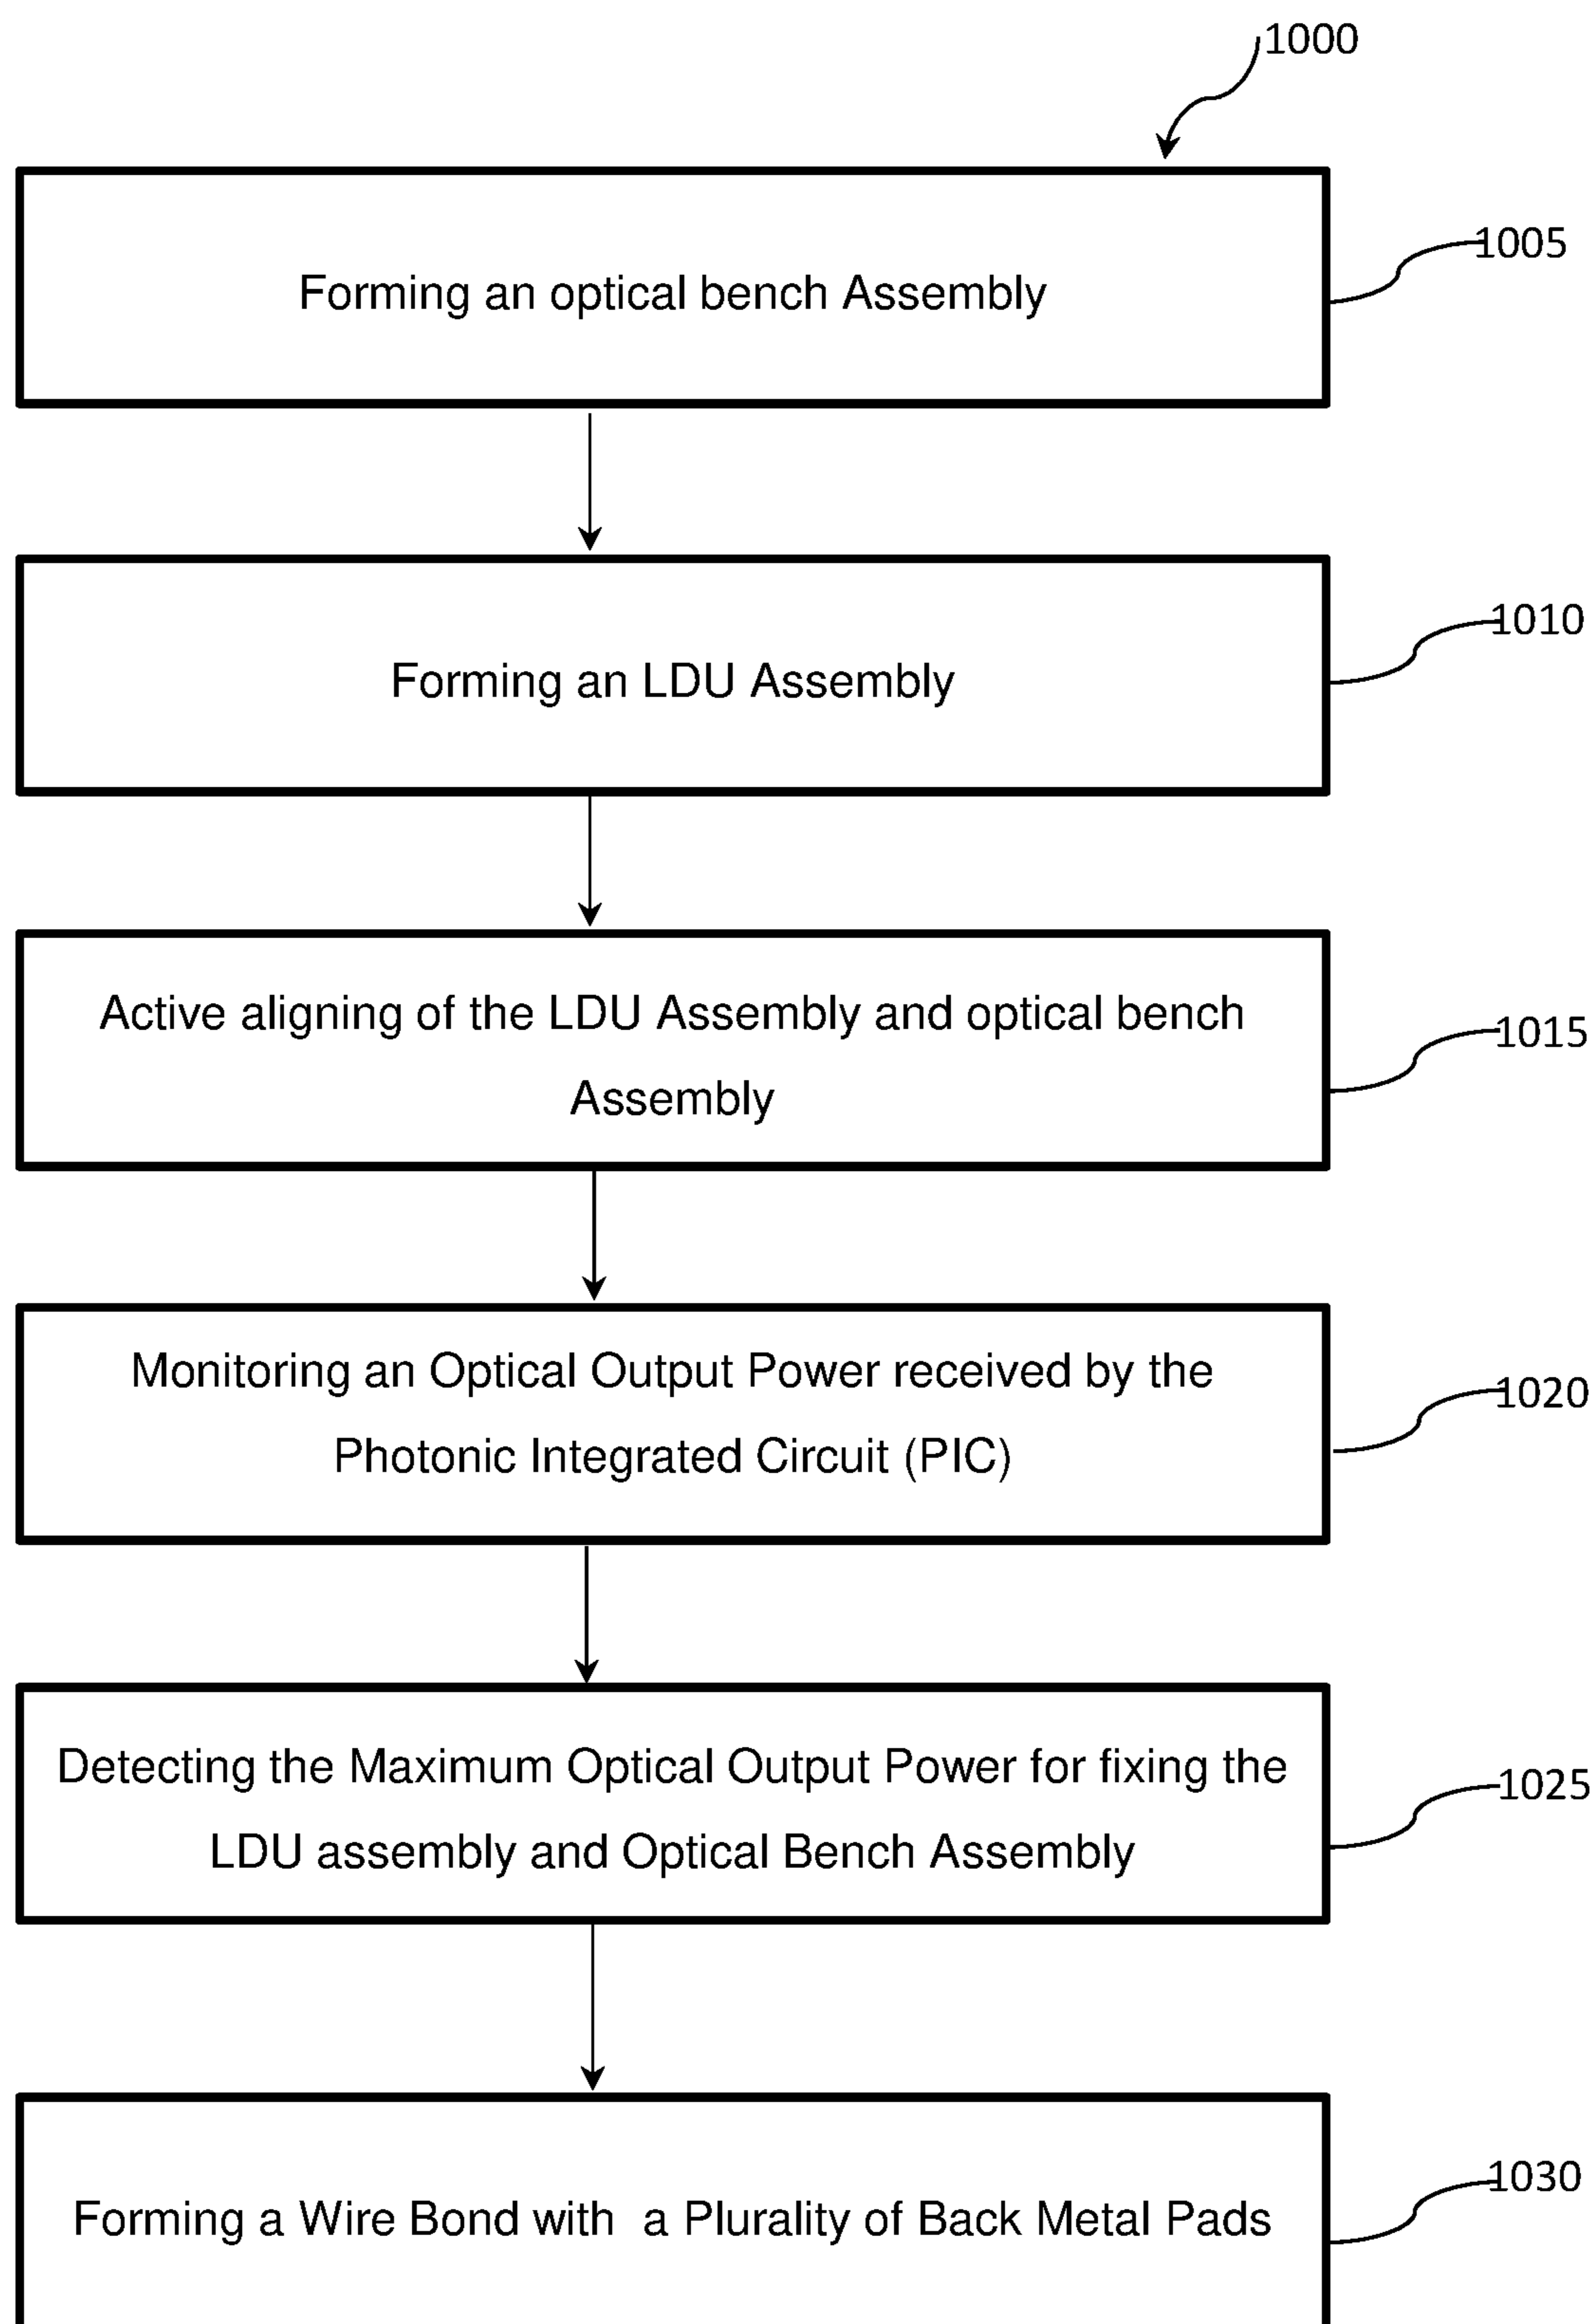 1000
Forming an optical bench Assembly
1005
Forming an LDU Assembly
1010
Active aligning of the LDU Assembly and optical bench
Assembly
1015
Monitoring an Optical Output Power received by the
Photonic Integrated Circuit (PIC)
1020
Detecting the Maximum Optical Output Power for fixing the
LDU assembly and Optical Bench Assembly
1025
Forming a Wire Bond with a Plurality of Back Metal Pads
1030